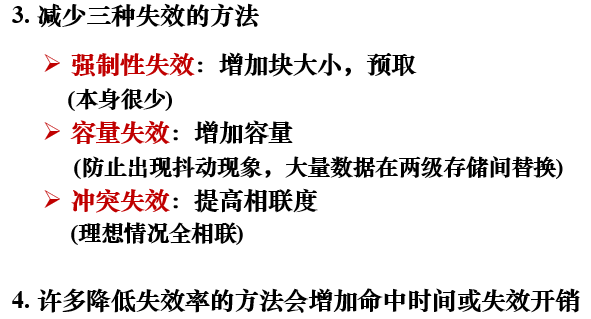 3. 减少三种失效的方法
➢ 强制性失效：增加块大小，预取
(本身很少)
➢ 容量失效：增加容量
(防止出现抖动现象，大量数据在两级存储间替换)
➢ 冲突失效：提高相联度
(理想情况全相联)
4. 许多降低失效率的方法会增加命中时间或失效开销